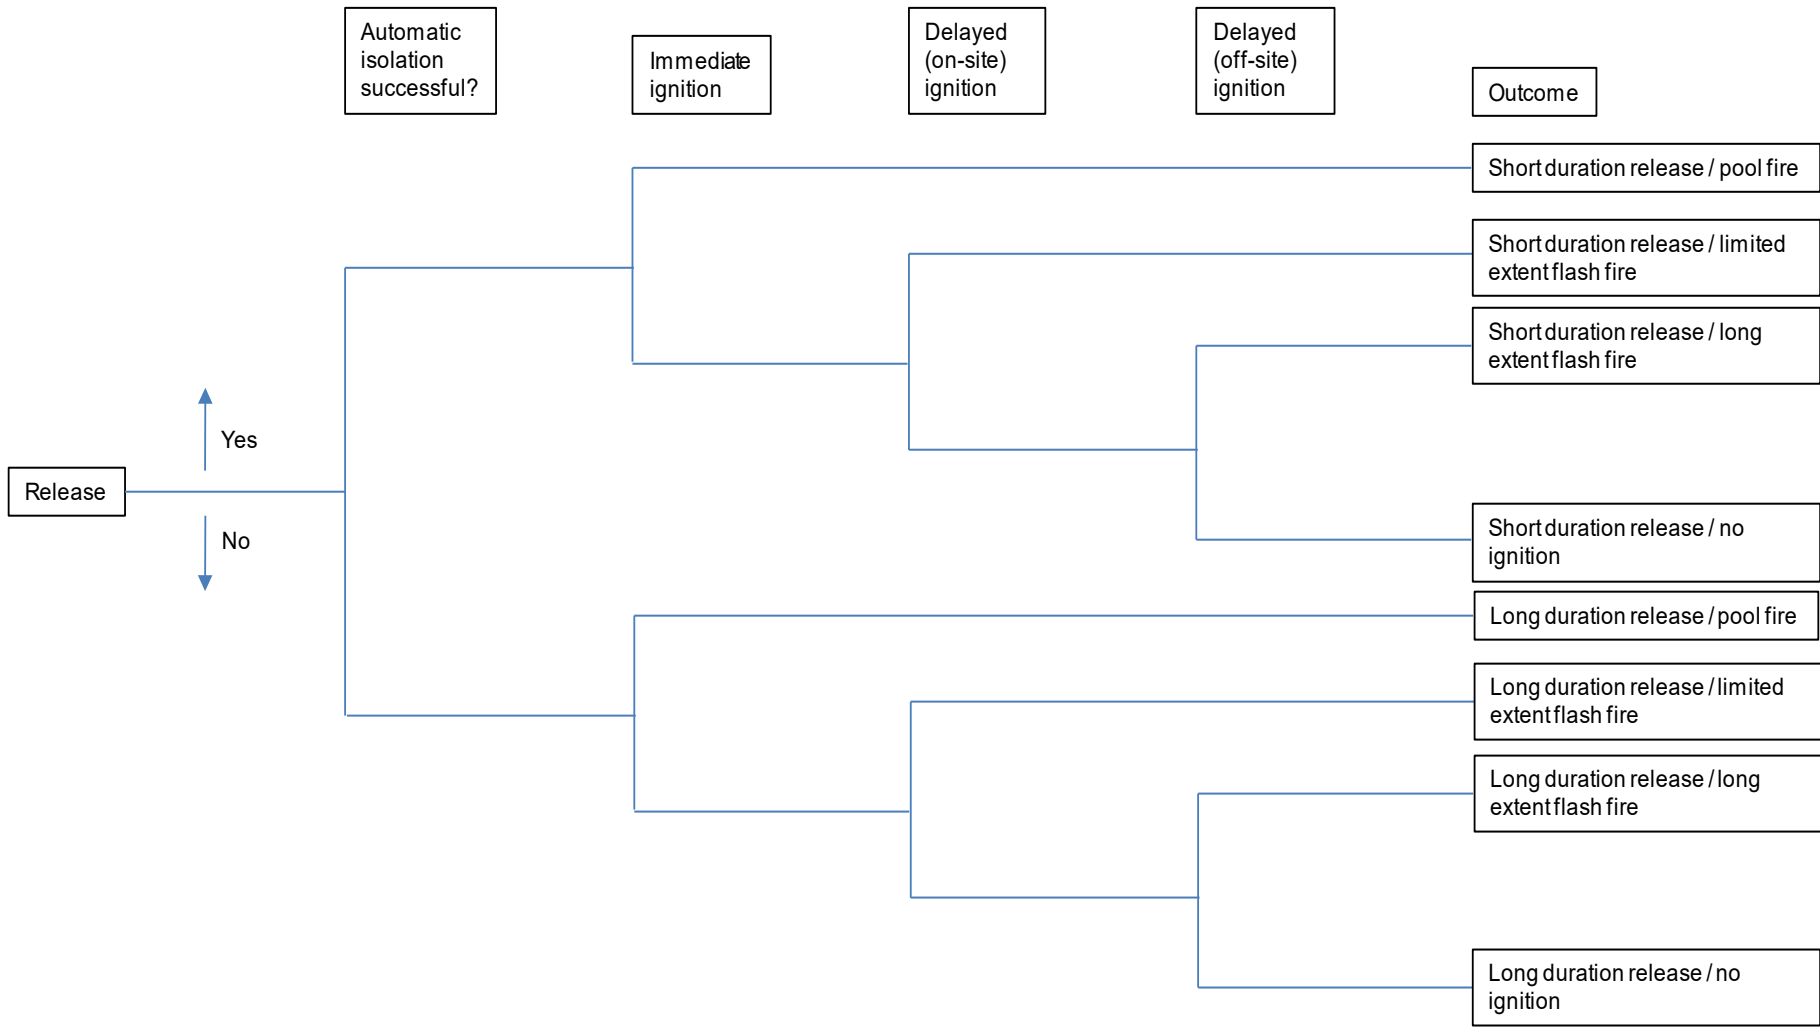 Automatic
isolation
successful?
Immediate
ignition
Delayed
(on-site)
ignition
Delayed
(off-site)
ignition
Outcome
Short duration release / pool fire
Short duration release / limited
extent flash fire
Short duration release / long
extent flash fire
Yes
Release
No
Short duration release / no
ignition
Long duration release / pool fire
Long duration release / limited
extent flash fire
Long duration release / long
extent flash fire
Long duration release / no
ignition